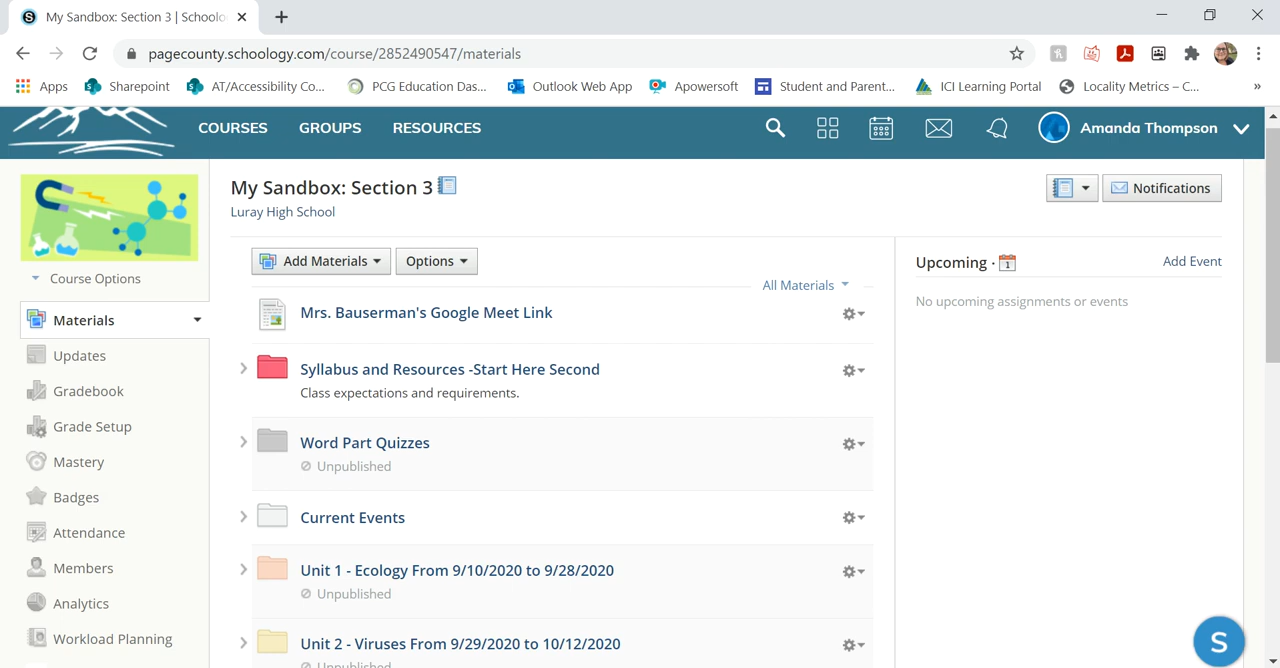 My Sandbox: Section 3 | Schoolo
pagecounty.schoology.com/course/2852490547/materials
Apps Sharepoint AT/Accessibility Co... PCG Education Das... Outlook Web App Apowersoft Student and Parent... ICI Learning Portal Locality Metrics – C... »
COURSES GROUPS RESOURCES Amanda Thompson
My Sandbox: Section 3
Notifications
Luray High School
Add Materials Options
Upcoming · 1 Add Event
Course Options
All Materials
No upcoming assignments or events
Materials
Updates
Gradebook
Grade Setup
Mastery
Badges
Attendance
Members
Analytics
Workload Planning
Mrs. Bauserman's Google Meet Link
Syllabus and Resources -Start Here Second
Class expectations and requirements.
Word Part Quizzes
Unpublished
Current Events
Unit 1 - Ecology From 9/10/2020 to 9/28/2020
Unpublished
Unit 2 - Viruses From 9/29/2020 to 10/12/2020
Unpublished
S